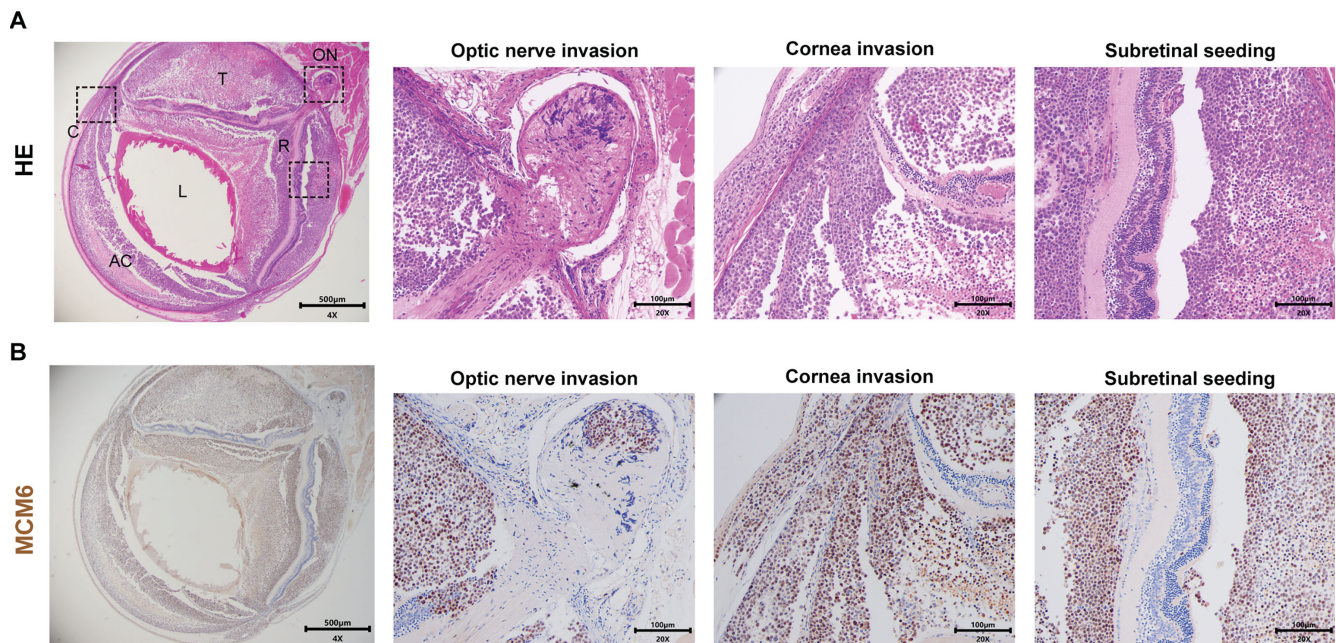 A
HE
T
ON
C
R
L
AC
500μm
4X
Optic nerve invasion
100μm
20X
Cornea invasion
100μm
20X
Subretinal seeding
100μm
20X
B
MCM6
500μm
4X
Optic nerve invasion
100μm
20X
Cornea invasion
100μm
20X
Subretinal seeding
100μm
20X